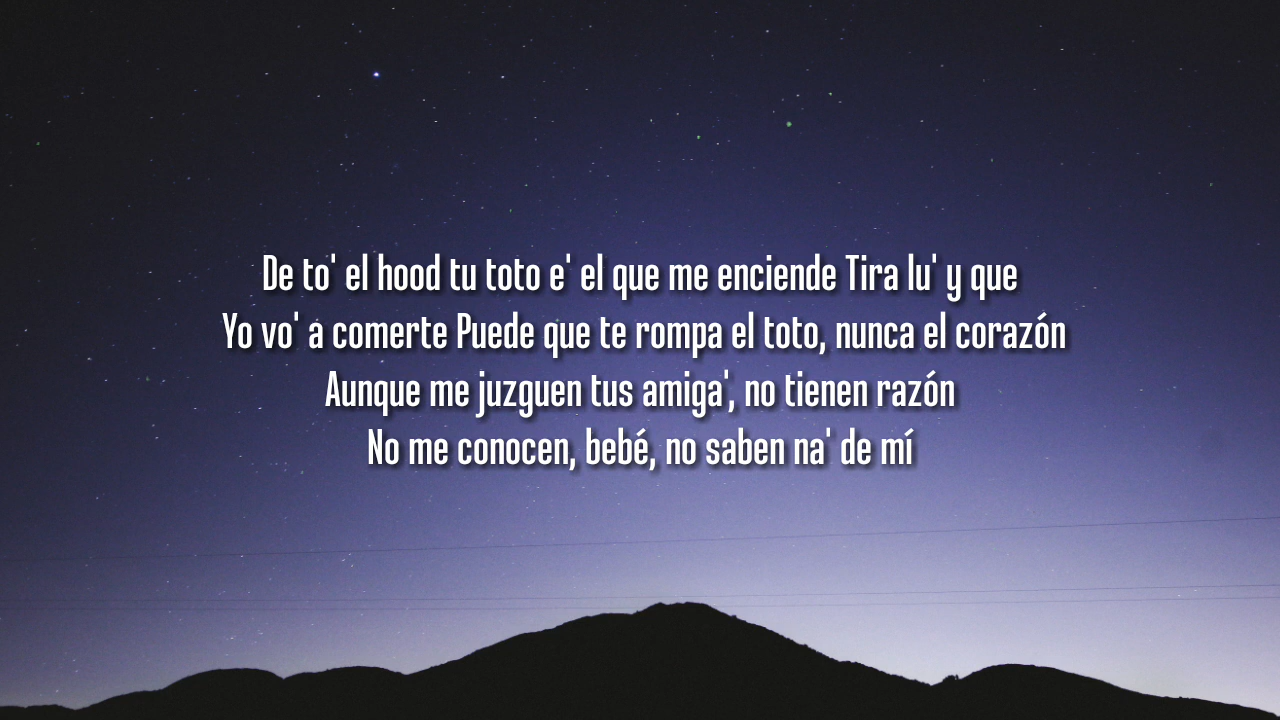 De to' el hood tu toto e' el que me enciende Tira lu' y que
Yo vo' a comerte Puede que te rompa el toto, nunca el corazón
Aunque me juzguen tus amiga', no tienen razón
No me conocen, bebé, no saben na' de mí